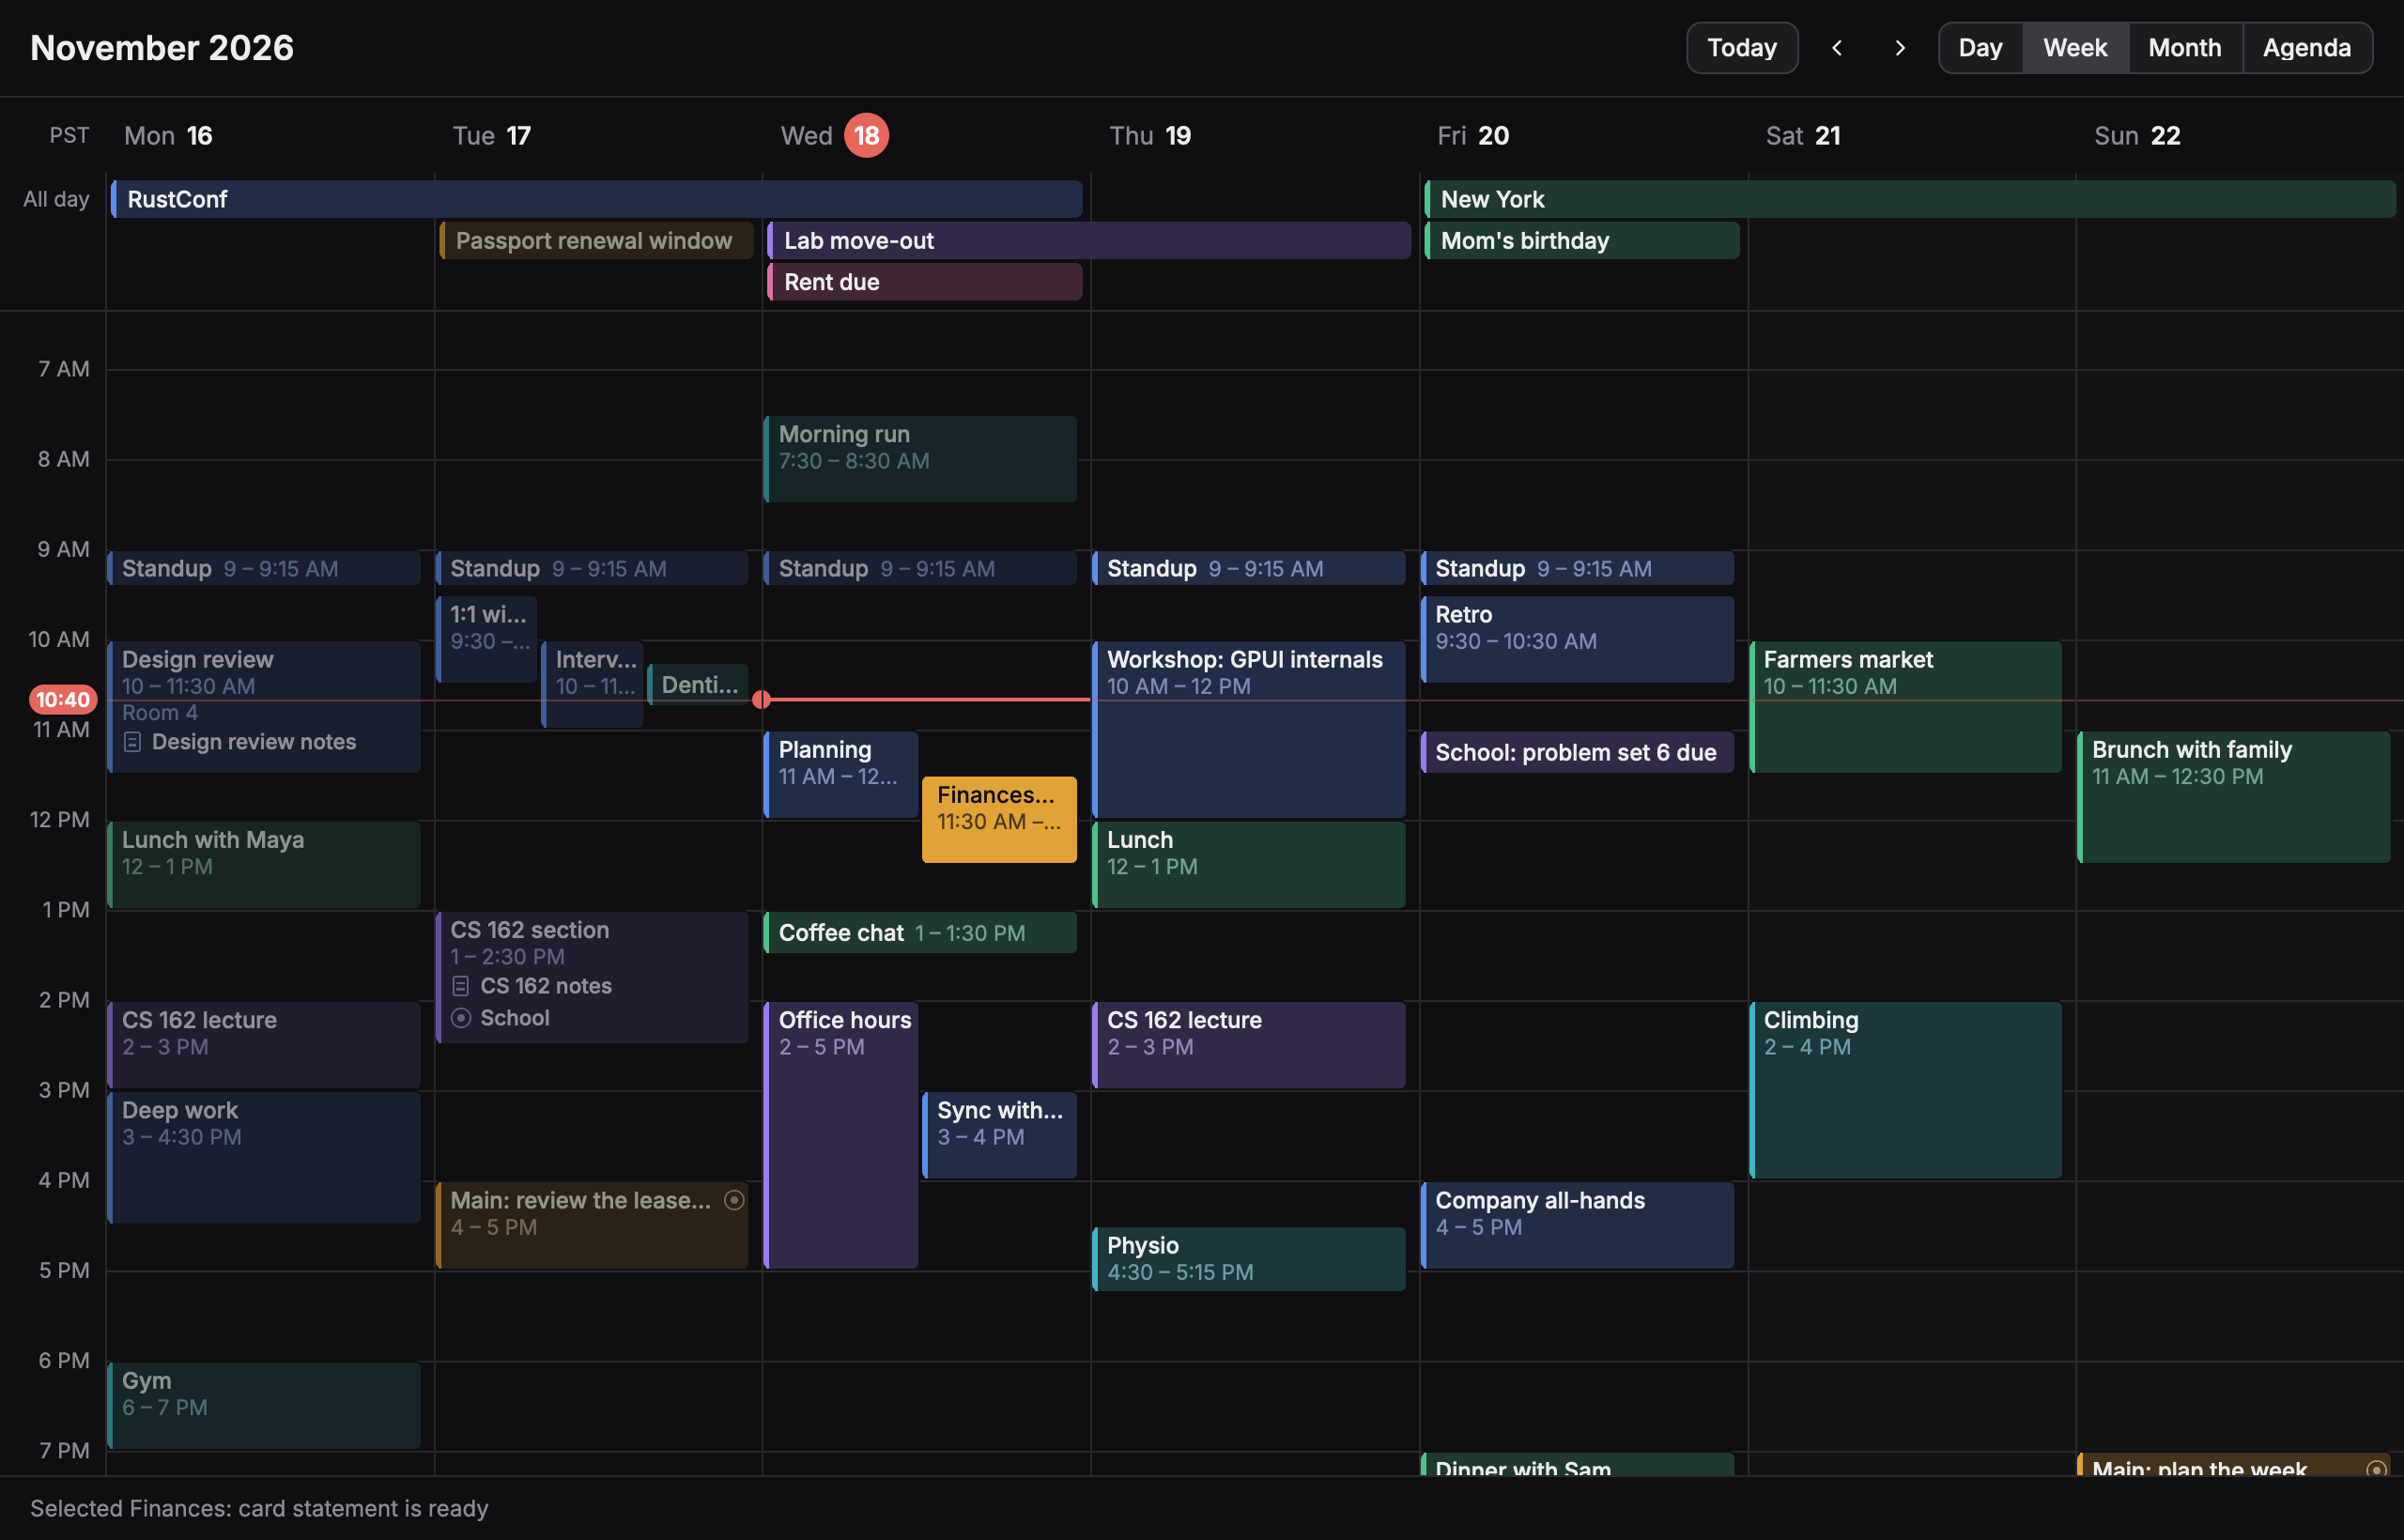 November 2026
Today
Day
Week
Month
Agenda
PST
Mon 16
Tue 17
Wed 18
Thu 19
Fri 20
Sat 21
Sun 22
All day
RustConf
New York
Passport renewal window
Lab move-out
Mom's birthday
Rent due
7 AM
8 AM
9 AM
10 AM
10:40
11 AM
12 PM
1 PM
2 PM
3 PM
4 PM
5 PM
6 PM
7 PM
Standup 9 – 9:15 AM
Design review
10 – 11:30 AM
Room 4
Design review notes
Lunch with Maya
12 – 1 PM
CS 162 lecture
2 – 3 PM
Deep work
3 – 4:30 PM
Gym
6 – 7 PM
Standup 9 – 9:15 AM
1:1 wi...
9:30 –...
Interv...
10 – 11...
Denti...
CS 162 section
1 – 2:30 PM
CS 162 notes
School
Main: review the lease...
4 – 5 PM
Morning run
7:30 – 8:30 AM
Standup 9 – 9:15 AM
Planning
11 AM – 12...
Finances...
11:30 AM –...
Coffee chat 1 – 1:30 PM
Office hours
2 – 5 PM
Sync with...
3 – 4 PM
Standup 9 – 9:15 AM
Workshop: GPUI internals
10 AM – 12 PM
Lunch
12 – 1 PM
CS 162 lecture
2 – 3 PM
Physio
4:30 – 5:15 PM
Standup 9 – 9:15 AM
Retro
9:30 – 10:30 AM
School: problem set 6 due
Company all-hands
4 – 5 PM
Dinner with Sam
Farmers market
10 – 11:30 AM
Climbing
2 – 4 PM
Brunch with family
11 AM – 12:30 PM
Main: plan the week
Selected Finances: card statement is ready